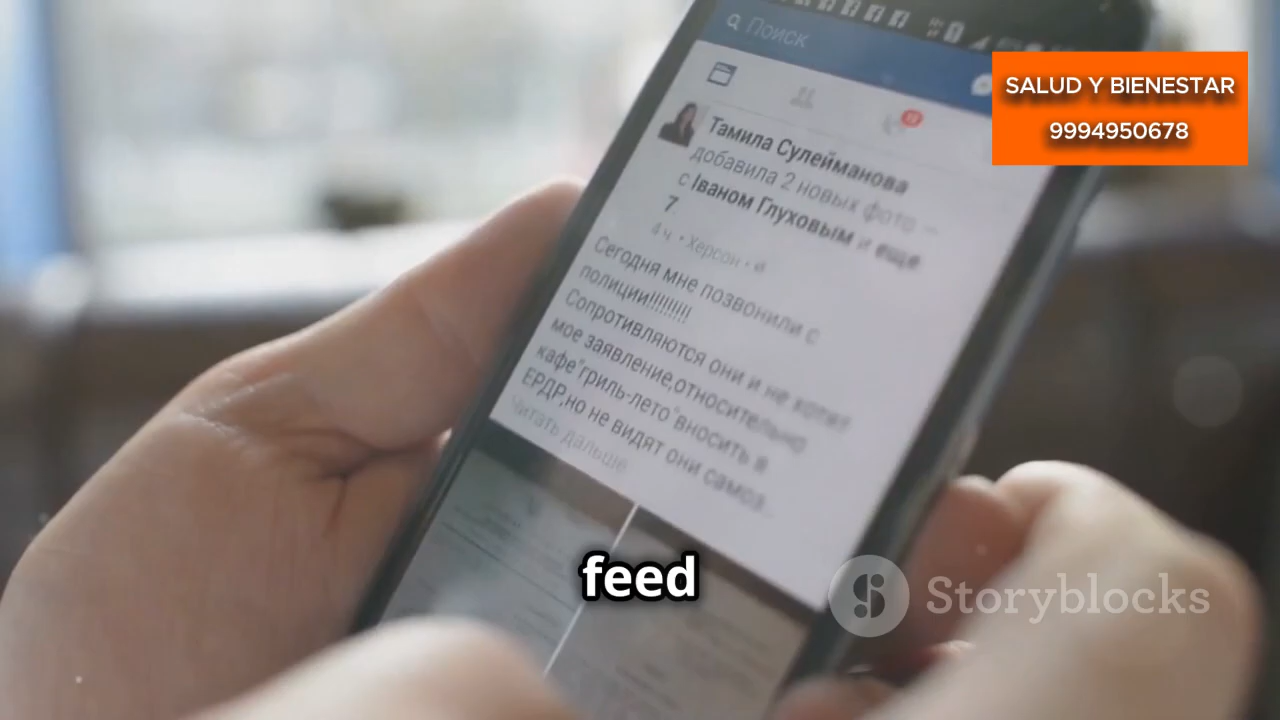 Поиск
SALUD Y BIENESTAR
9994950678
Тамила Сулейманова
добавила 2 новых фото —
с Іваном Глуховым и еще
7
4 ч. • Херсон •
Сегодня мне позвонили с
полиции!!!!!!!!!
Сопротивляются они и не хотят
мое заявление,относительно
кафе"гриль-лето"вносить в
ЕРДР,но не видят они самоз...
Читать дальше
feed
Storyblocks